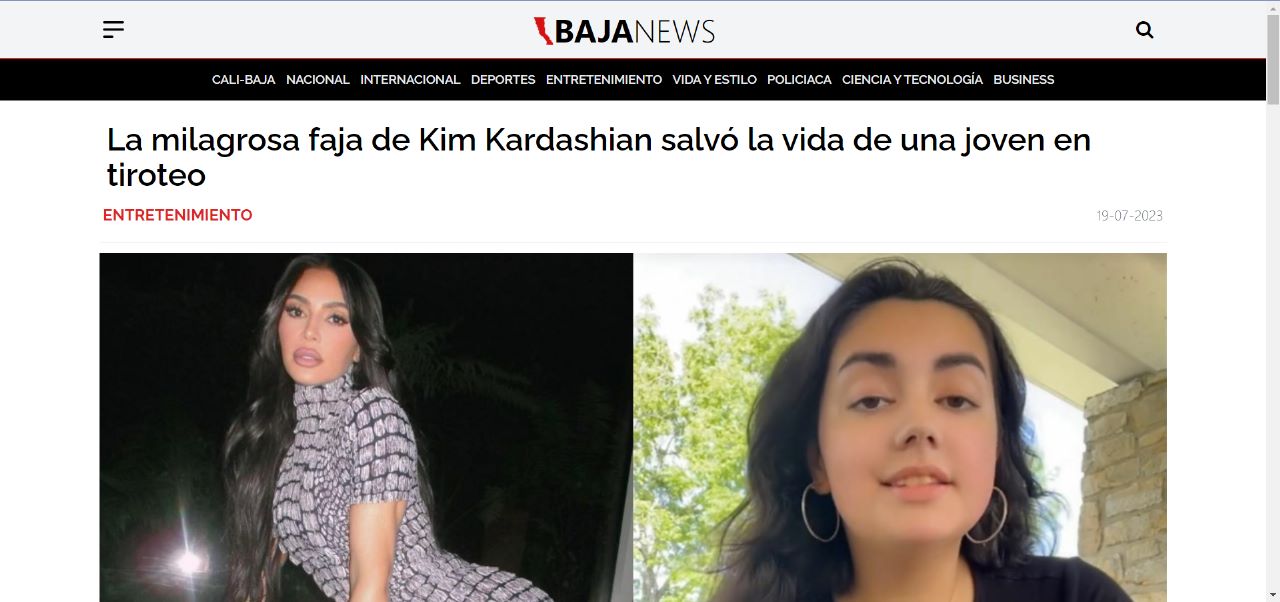 BAJANEWS
CALI-BAJA NACIONAL INTERNACIONAL DEPORTES ENTRETENIMIENTO VIDA Y ESTILO POLICIACA CIENCIA Y TECNOLOGÍA BUSINESS
La milagrosa faja de Kim Kardashian salvó la vida de una joven en
tiroteo
ENTRETENIMIENTO 19-07-2023